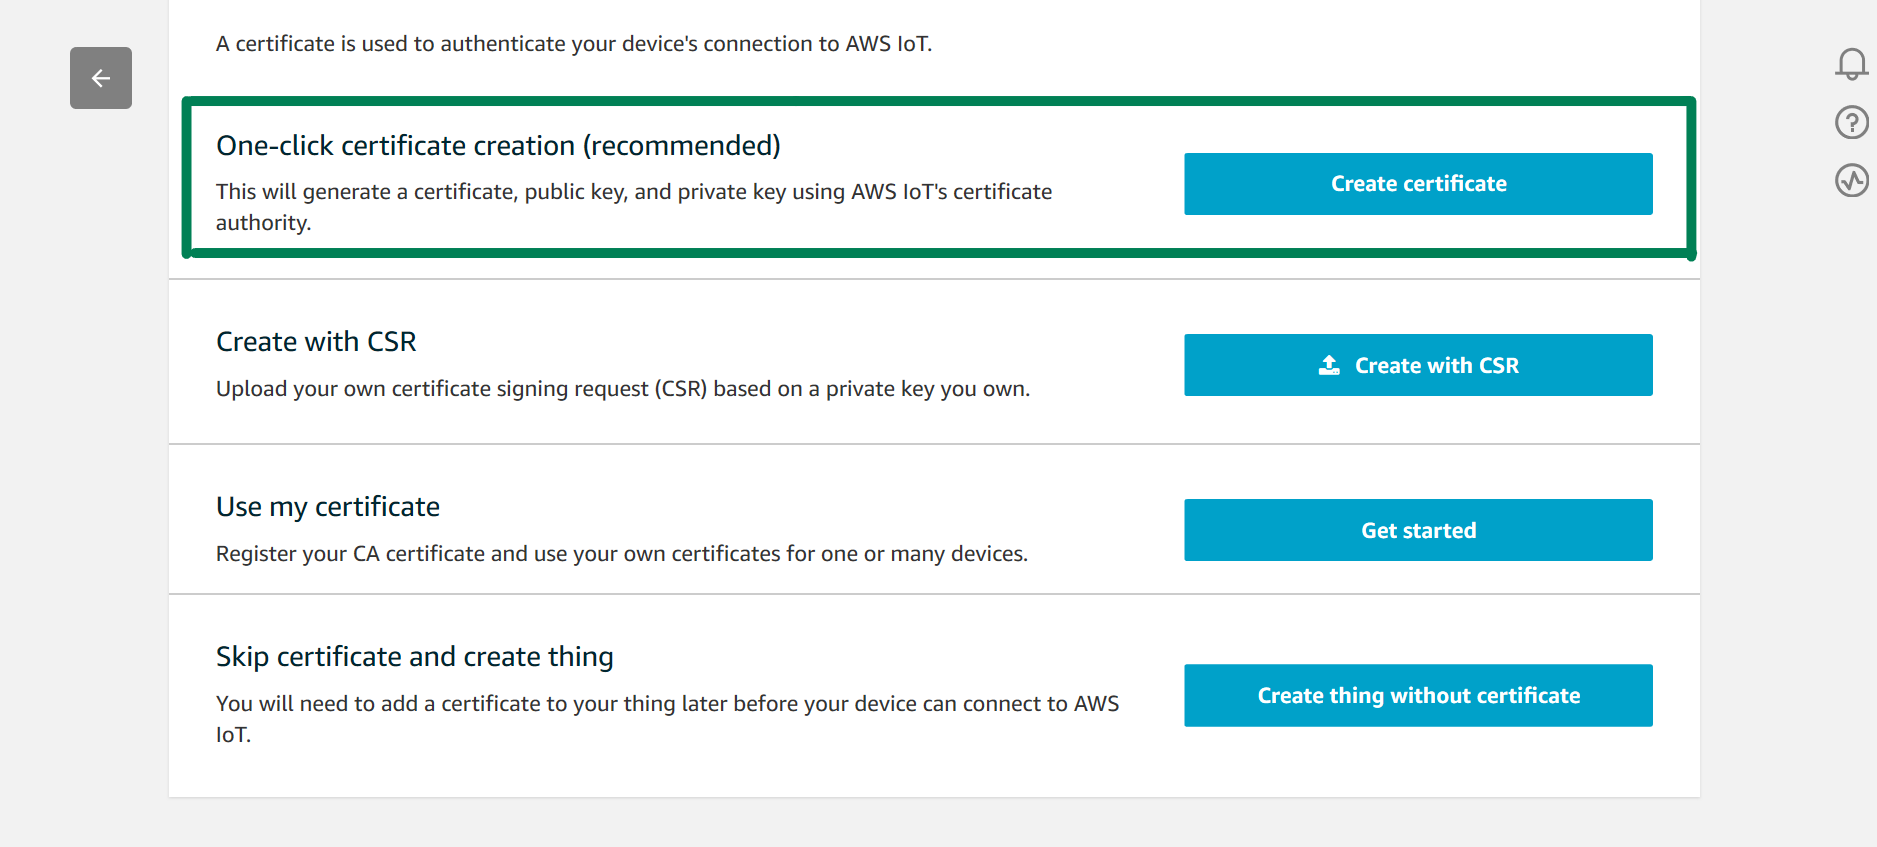 A certificate is used to authenticate your device's connection to AWS IoT.
One-click certificate creation (recommended)
This will generate a certificate, public key, and private key using AWS IoT's certificate
authority.
Create certificate
Create with CSR
Upload your own certificate signing request (CSR) based on a private key you own.
Create with CSR
Use my certificate
Register your CA certificate and use your own certificates for one or many devices.
Get started
Skip certificate and create thing
You will need to add a certificate to your thing later before your device can connect to AWS
IoT.
Create thing without certificate